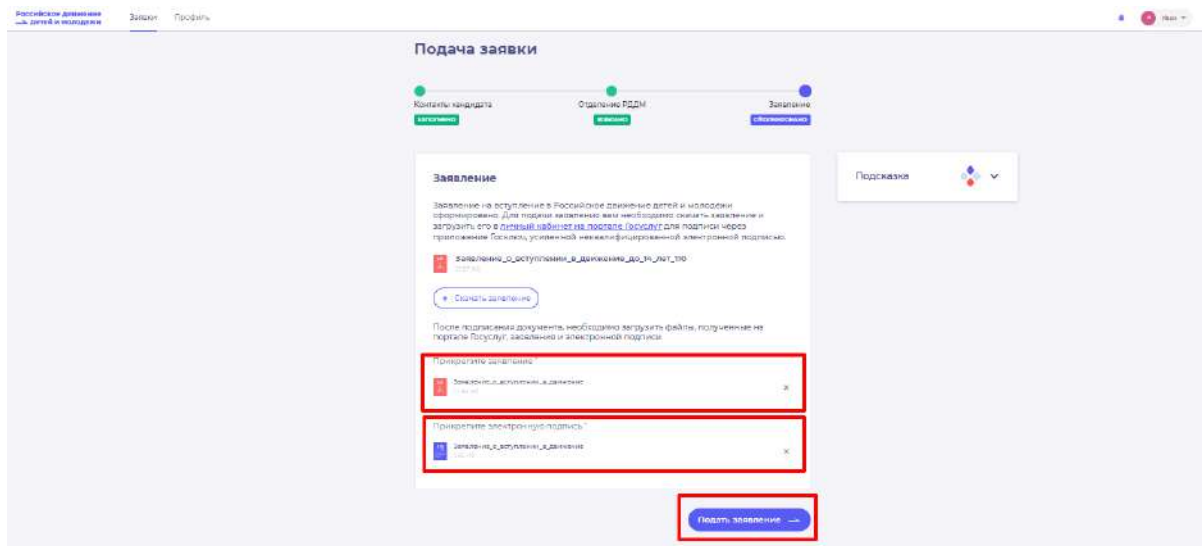 Российское движение
детей и молодежи
Заявки
Профиль
Подача заявки
Контакты кандидата
Отделение РДДМ
Заявление
заполнено
сформировано
Заявление
Подсказка
Заявление на вступление в Российское движение детей и молодежи
сформировано. Для подачи заявления вам необходимо скачать заявление и
загрузить его в личный кабинет на портале Госуслуг для подписи через
приложение Госключ, усиленной неквалифицированной электронной подписью.
Заявление_о_вступлении_в_движение_до_14_лет_110
Скачать заявление
После подписания документа, необходимо загрузить файлы, полученные на
портале Госуслуг, заявления и электронной подписи
Прикрепите заявление *
Заявление_о_вступлении_в_движение
Прикрепите электронную подпись *
Заявление_о_вступлении_в_движение
Подать заявление